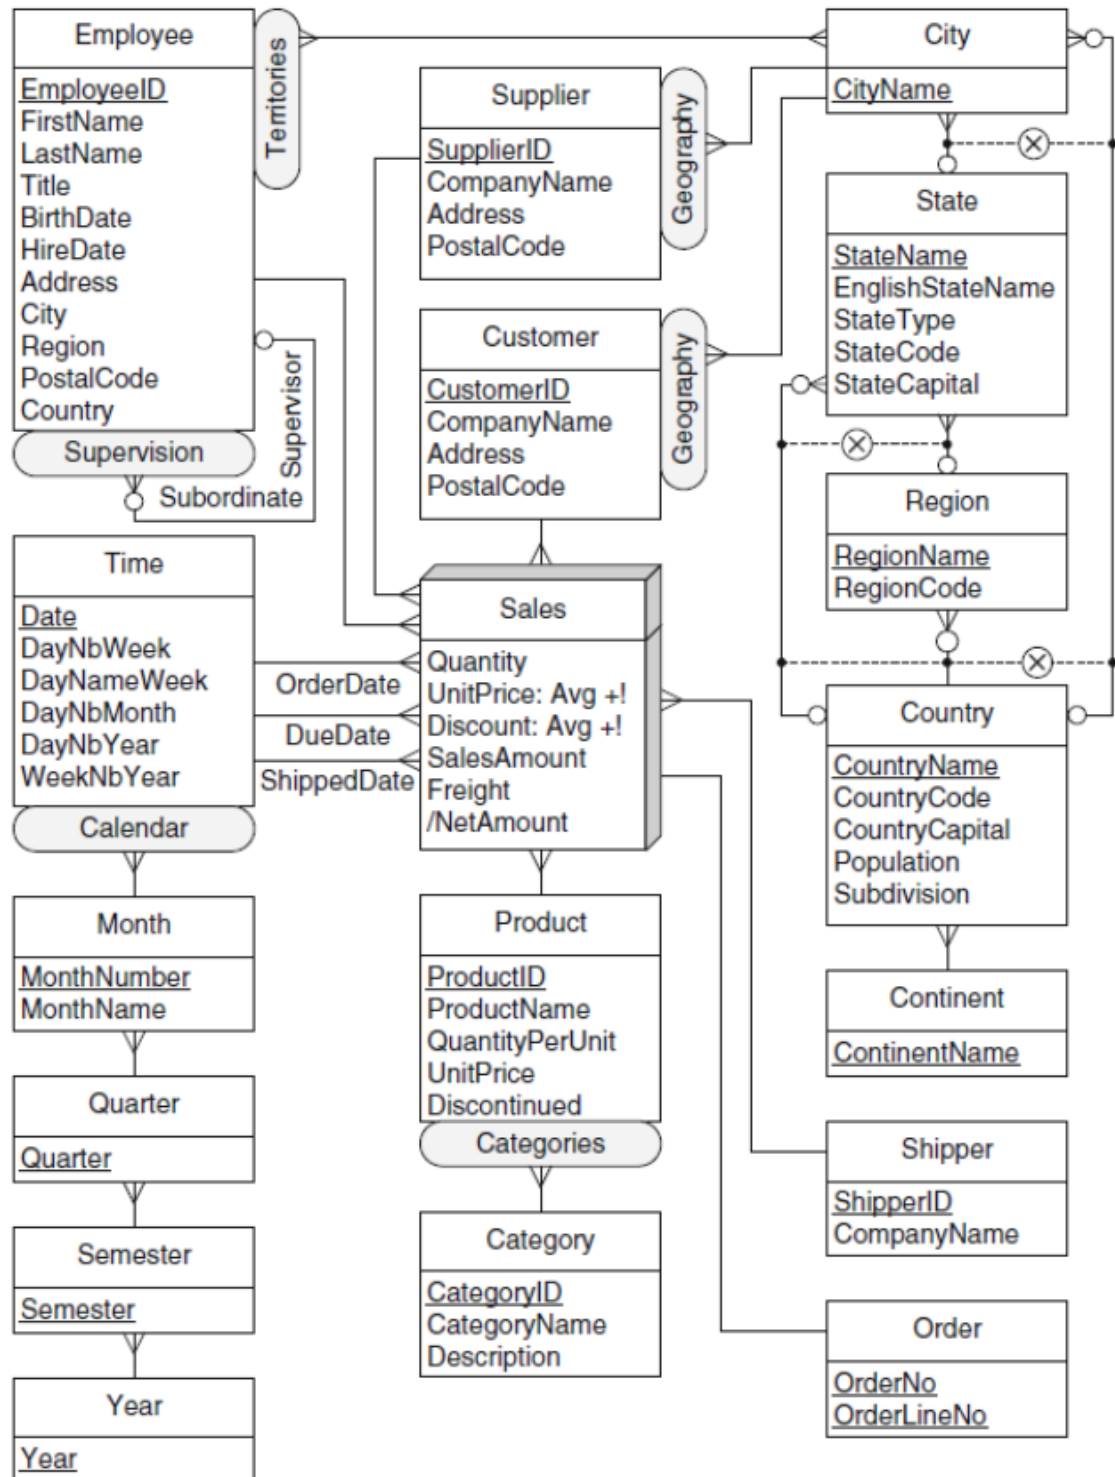 Employee
EmployeeID
FirstName
LastName
Title
BirthDate
HireDate
Address
City
Region
PostalCode
Country
Supervision
Territories
Supervisor
Subordinate
Time
Date
DayNbWeek
DayNameWeek
DayNbMonth
DayNbYear
WeekNbYear
Calendar
Month
MonthNumber
MonthName
Quarter
Quarter
Semester
Semester
Year
Year
OrderDate
DueDate
ShippedDate
Supplier
SupplierID
CompanyName
Address
PostalCode
Geography
Customer
CustomerID
CompanyName
Address
PostalCode
Geography
Sales
Quantity
UnitPrice: Avg +!
Discount: Avg +!
SalesAmount
Freight
/NetAmount
Product
ProductID
ProductName
QuantityPerUnit
UnitPrice
Discontinued
Categories
Category
CategoryID
CategoryName
Description
City
CityName
State
StateName
EnglishStateName
StateType
StateCode
StateCapital
Region
RegionName
RegionCode
Country
CountryName
CountryCode
CountryCapital
Population
Subdivision
Continent
ContinentName
Shipper
ShipperID
CompanyName
Order
OrderNo
OrderLineNo